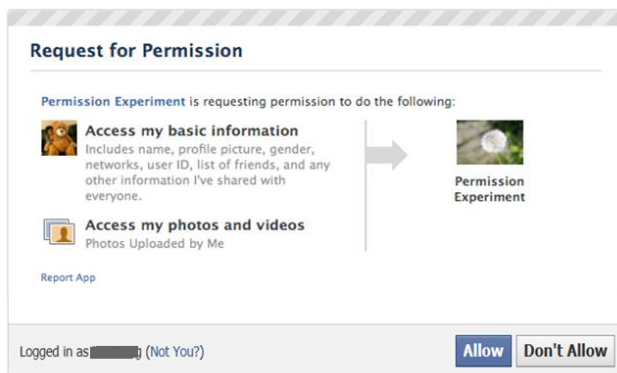 Request for Permission
Permission Experiment is requesting permission to do the following:
Access my basic information
Includes name, profile picture, gender,
networks, user ID, list of friends, and any
other information I've shared with
everyone.
Permission
Experiment
Access my photos and videos
Photos Uploaded by Me
Report App
Logged in as (Not You?)
Allow
Don't Allow